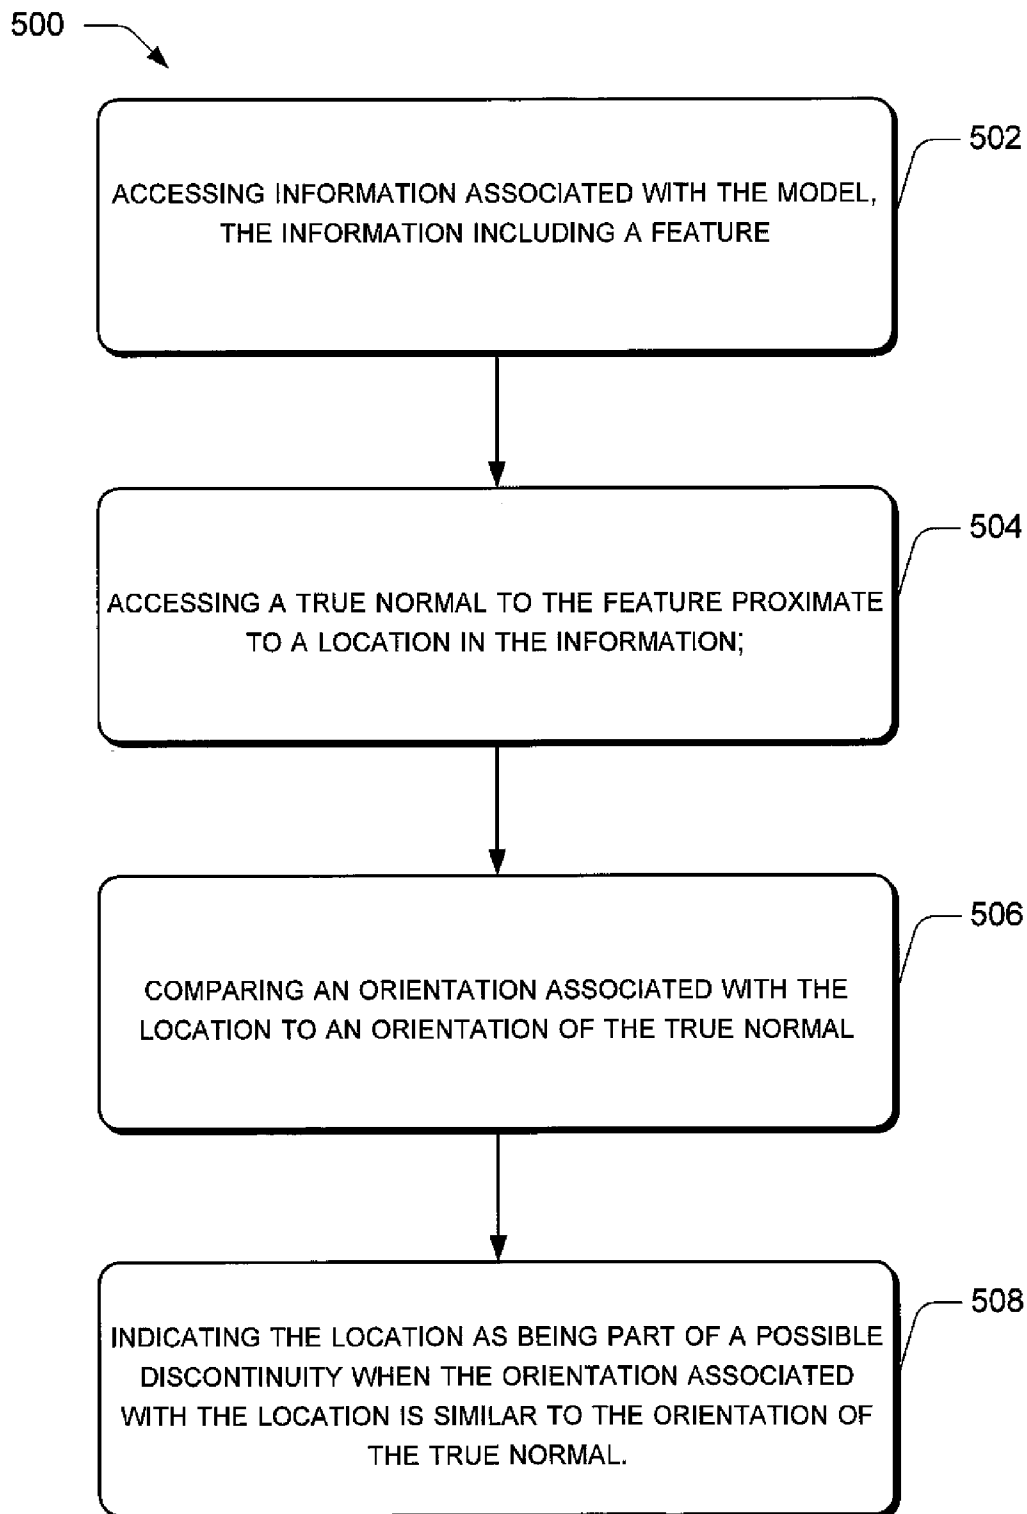 500
502
ACCESSING INFORMATION ASSOCIATED WITH THE MODEL,
THE INFORMATION INCLUDING A FEATURE
504
ACCESSING A TRUE NORMAL TO THE FEATURE PROXIMATE
TO A LOCATION IN THE INFORMATION;
506
COMPARING AN ORIENTATION ASSOCIATED WITH THE
LOCATION TO AN ORIENTATION OF THE TRUE NORMAL
508
INDICATING THE LOCATION AS BEING PART OF A POSSIBLE
DISCONTINUITY WHEN THE ORIENTATION ASSOCIATED
WITH THE LOCATION IS SIMILAR TO THE ORIENTATION OF
THE TRUE NORMAL.